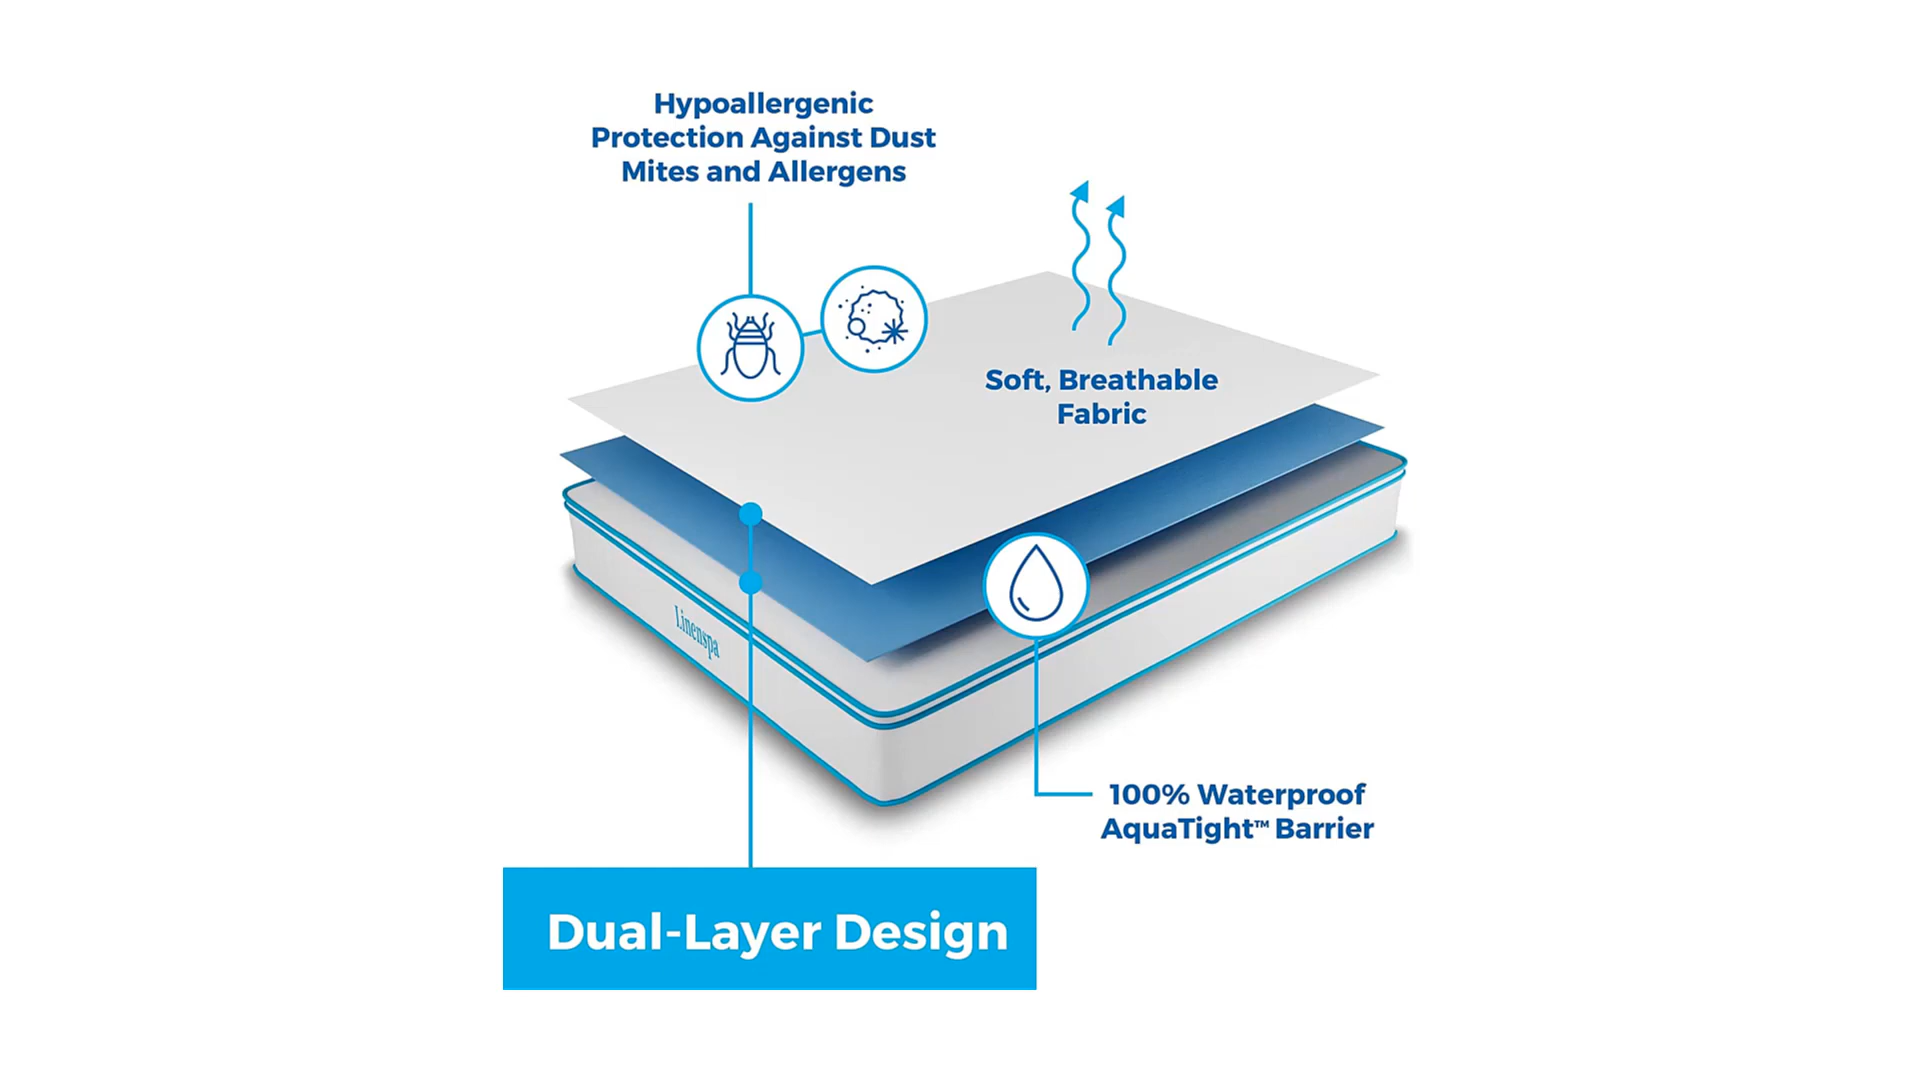 Hypoallergenic
Protection Against Dust
Mites and Allergens
Soft, Breathable
Fabric
Linenspa
100% Waterproof
AquaTight™ Barrier
Dual-Layer Design